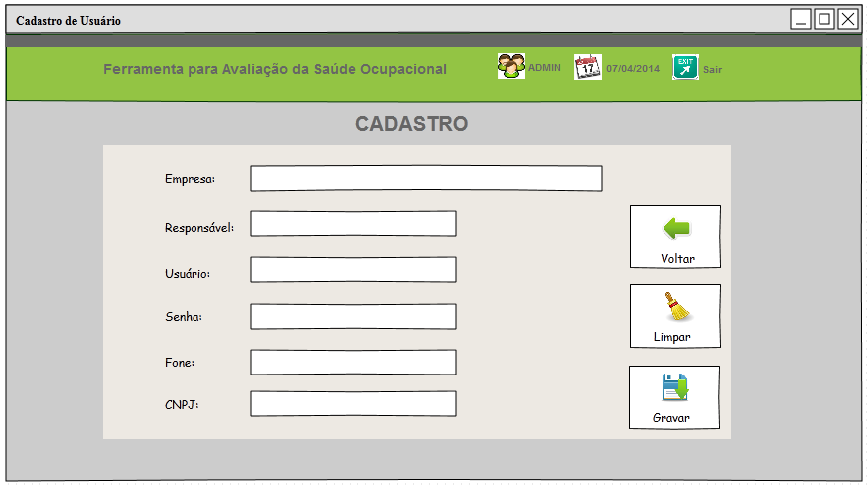 Cadastro de Usuário
Ferramenta para Avaliação da Saúde Ocupacional
ADMIN
17
07/04/2014
EXIT
Sair
CADASTRO
Empresa:
Responsável:
Usuário:
Senha:
Fone:
CNPJ:
Voltar
Limpar
Gravar